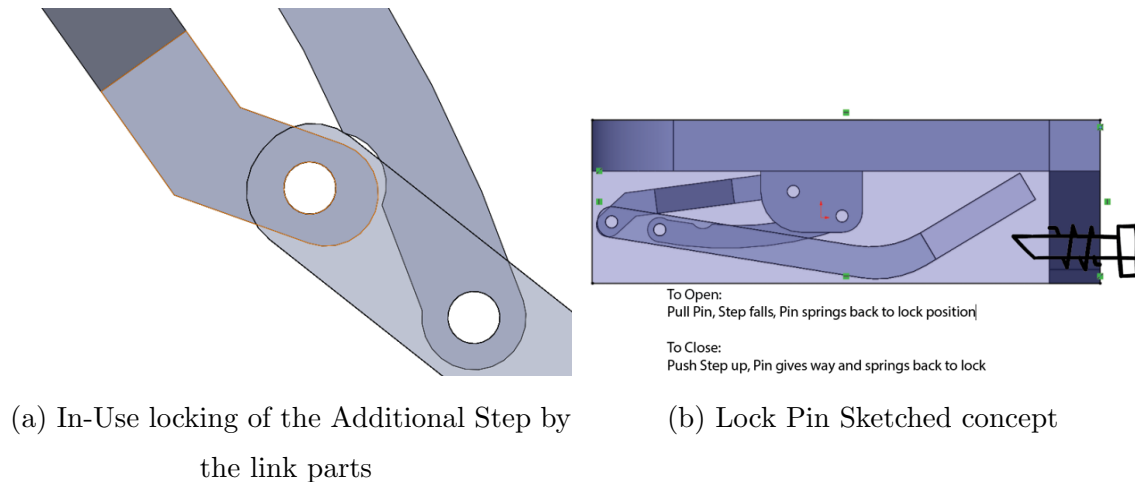 To Open:
Pull Pin, Step falls, Pin springs back to lock position
To Close:
Push Step up, Pin gives way and springs back to lock
(a) In-Use locking of the Additional Step by
the link parts
(b) Lock Pin Sketched concept